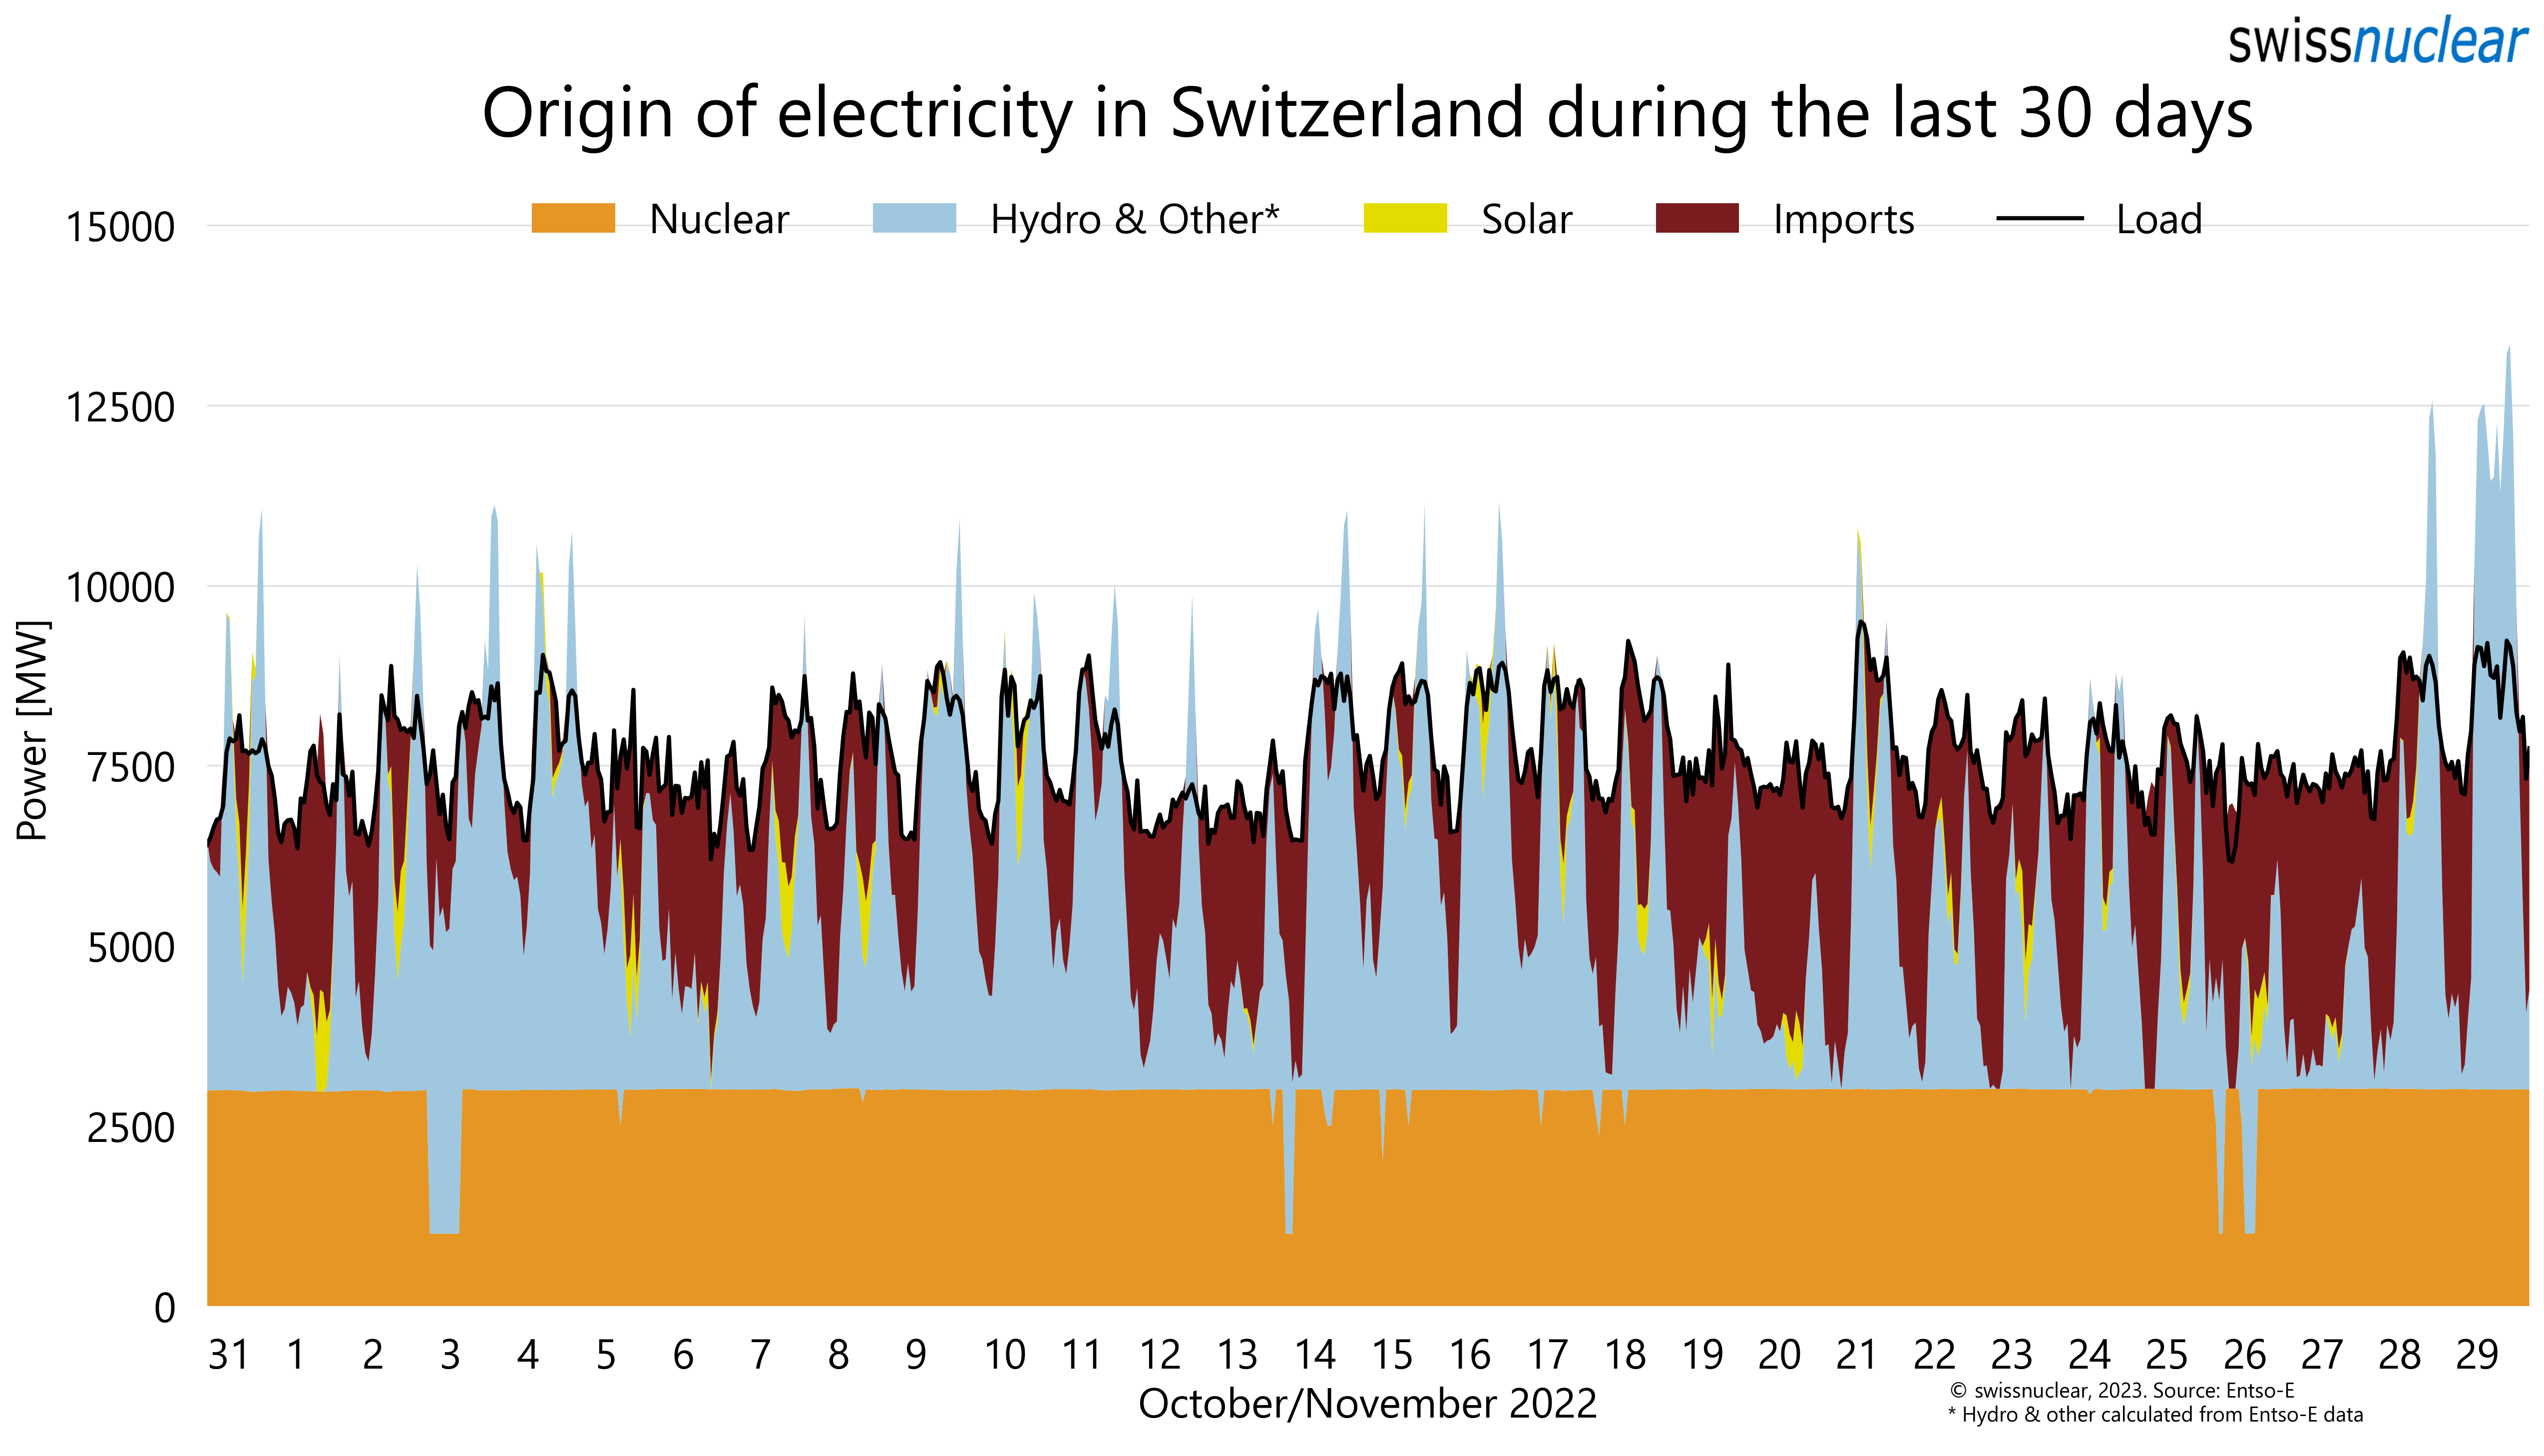 swissnuclear
Origin of electricity in Switzerland during the last 30 days
Nuclear Hydro & Other* Solar Imports Load
15000
12500
10000
7500
5000
2500
0
Power [MW]
31 1 2 3 4 5 6 7 8 9 10 11 12 13 14 15 16 17 18 19 20 21 22 23 24 25 26 27 28 29
October/November 2022
© swissnuclear, 2023. Source: Entso-E
* Hydro & other calculated from Entso-E data